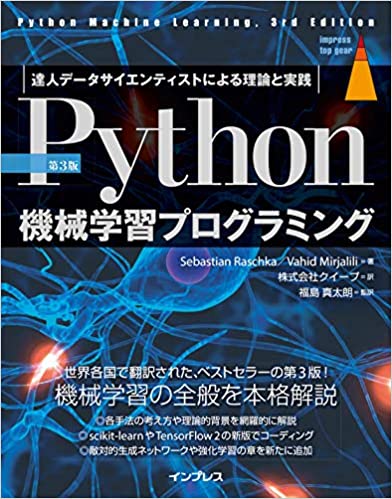 Python Machine Learning, 3rd Edition
impress
top gear
達人データサイエンティストによる理論と実践
Python
第3版
機械学習プログラミング
Sebastian Raschka / Vahid Mirjalili=著
株式会社クイープ=訳
福島 真太朗=監訳
世界各国で翻訳された、ベストセラーの第3版!
機械学習の全般を本格解説
○各手法の考え方や理論的背景を網羅的に解説
○scikit-learnやTensorFlow 2の新版でコーディング
○敵対的生成ネットワークや強化学習の章を新たに追加
インプレス